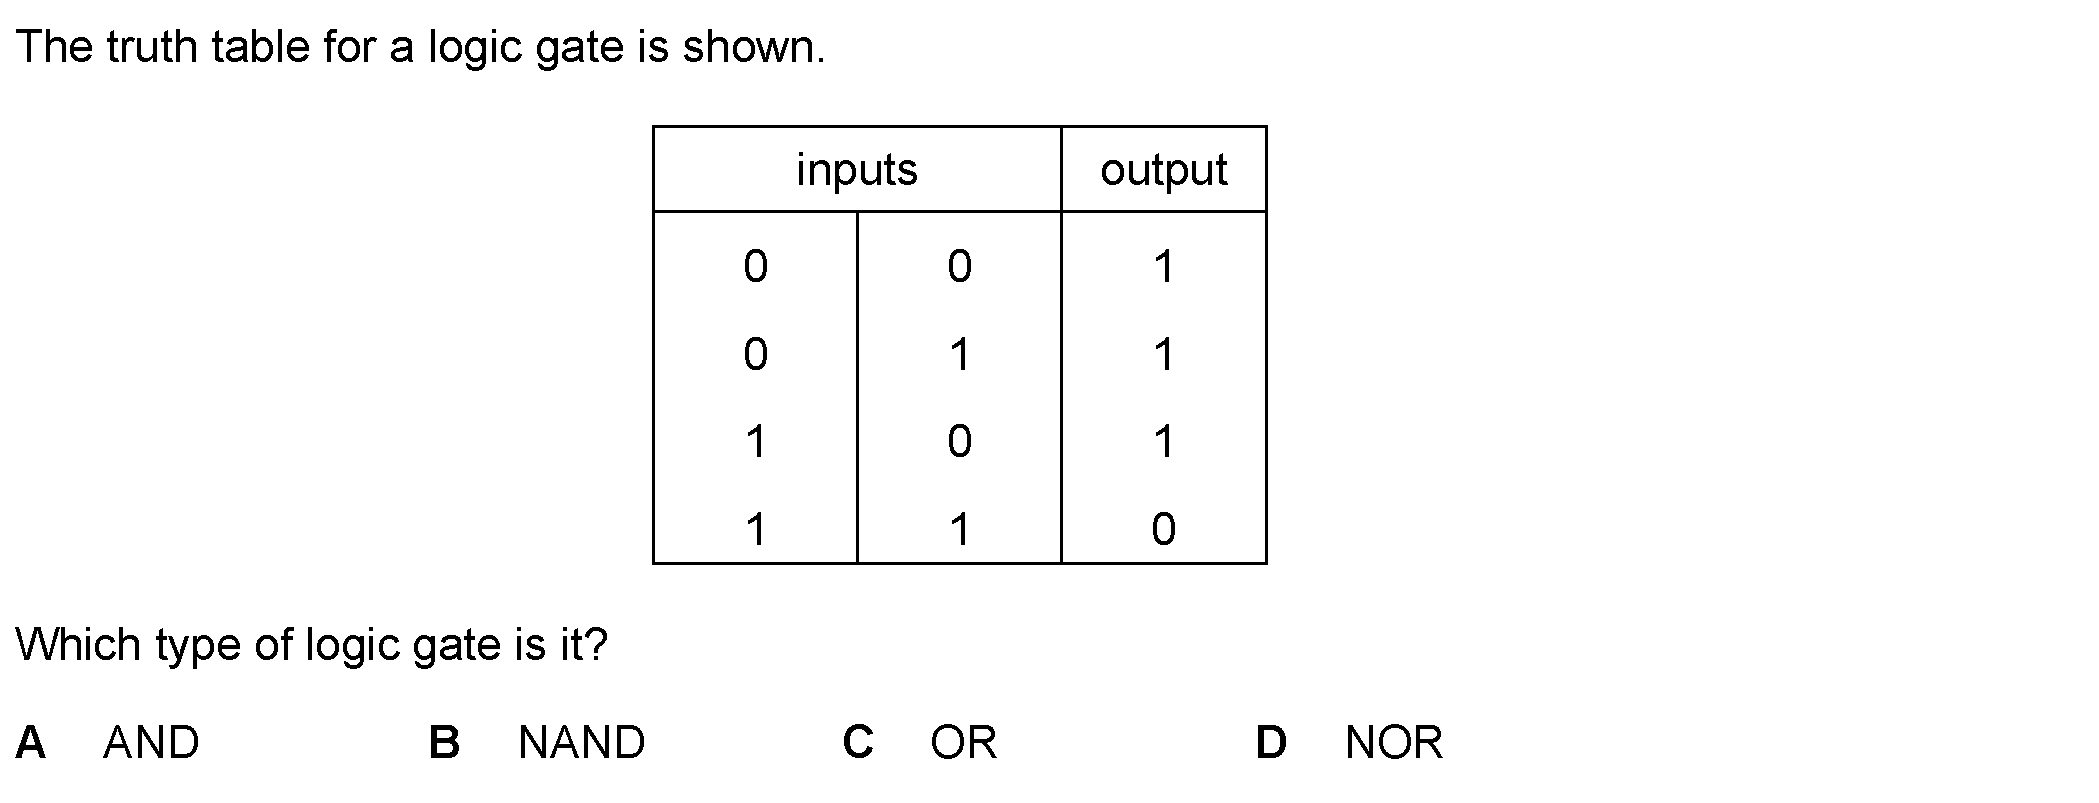 The truth table for a logic gate is shown.
inputs output
0 0 1
0 1 1
1 0 1
1 1 0
Which type of logic gate is it?
A AND B NAND C OR D NOR